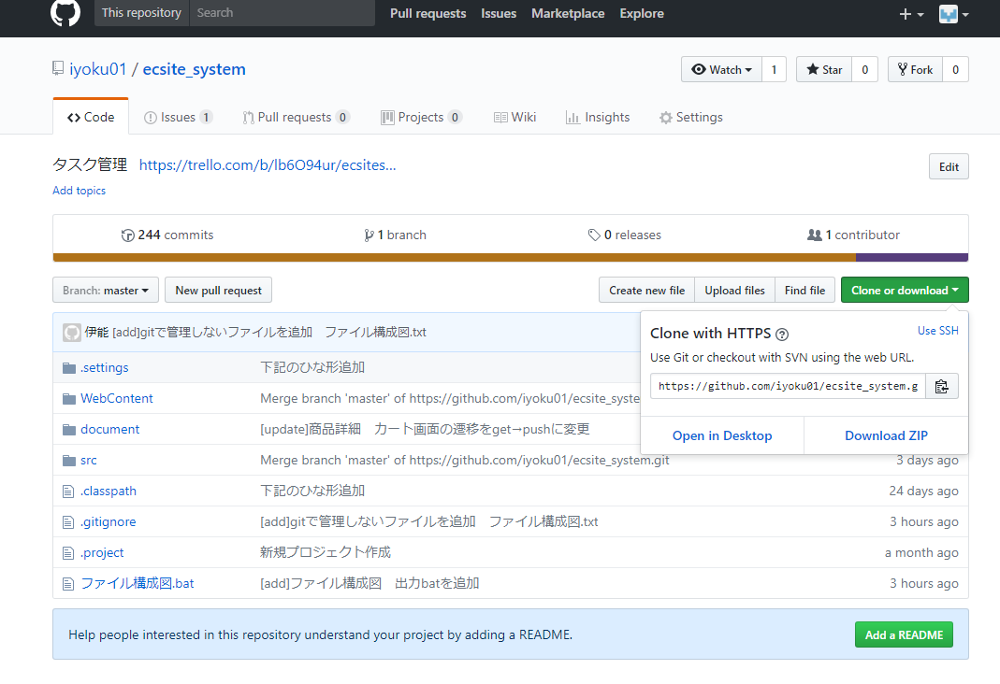 This repository Search Pull requests Issues Marketplace Explore
iyoku01 / ecsite_system Watch 1 Star 0 Fork 0
Code Issues 1 Pull requests 0 Projects 0 Wiki Insights Settings
タスク管理 https://trello.com/b/lb6O94ur/ecsites... Edit
Add topics
244 commits 1 branch 0 releases 1 contributor
Branch: master New pull request Create new file Upload files Find file Clone or download
伊能 [add]gitで管理しないファイルを追加　ファイル構成図.txt
Clone with HTTPS Use SSH
Use Git or checkout with SVN using the web URL.
https://github.com/iyoku01/ecsite_system.g
Open in Desktop Download ZIP
.settings 下記のひな形追加
WebContent Merge branch 'master' of https://github.com/iyoku01/ecsite_syste
document [update]商品詳細　カート画面の遷移をget→pushに変更
src Merge branch 'master' of https://github.com/iyoku01/ecsite_system.git 3 days ago
.classpath 下記のひな形追加 24 days ago
.gitignore [add]gitで管理しないファイルを追加　ファイル構成図.txt 3 hours ago
.project 新規プロジェクト作成 a month ago
ファイル構成図.bat [add]ファイル構成図　出力batを追加 3 hours ago
Help people interested in this repository understand your project by adding a README. Add a README